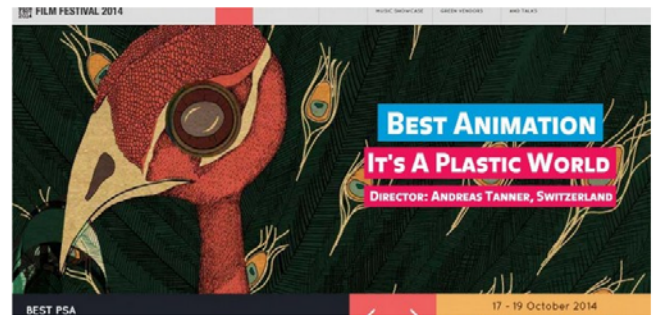 FILM FESTIVAL 2014
MUSIC SHOWCASE
GREEN VENDORS
AND TALKS
BEST ANIMATION
IT'S A PLASTIC WORLD
DIRECTOR: ANDREAS TANNER, SWITZERLAND
BEST PSA
17 - 19 October 2014